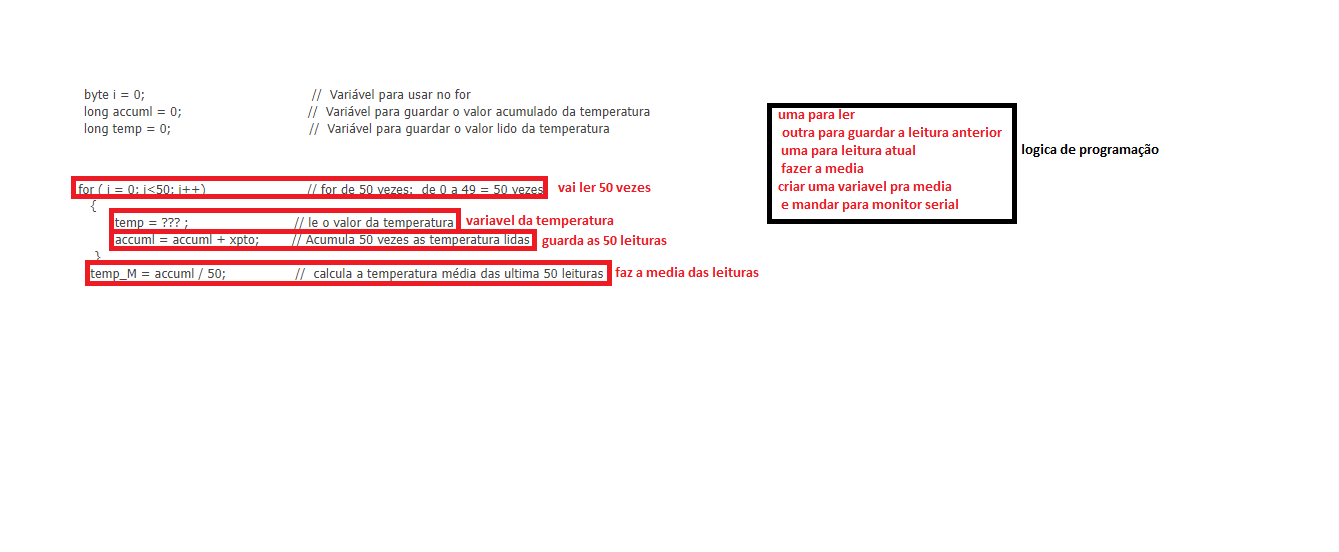 byte i = 0; // Variável para usar no for
long accuml = 0; // Variável para guardar o valor acumulado da temperatura
long temp = 0; // Variável para guardar o valor lido da temperatura
for ( i = 0; i<50; i++) // for de 50 vezes: de 0 a 49 = 50 vezes vai ler 50 vezes
{
temp = ??? ; // le o valor da temperatura variavel da temperatura
accuml = accuml + xpto; // Acumula 50 vezes as temperatura lidas guarda as 50 leituras
}
temp_M = accuml / 50; // calcula a temperatura média das ultima 50 leituras faz a media das leituras
uma para ler
outra para guardar a leitura anterior
uma para leitura atual
fazer a media
criar uma variavel pra media
e mandar para monitor serial
logica de programação